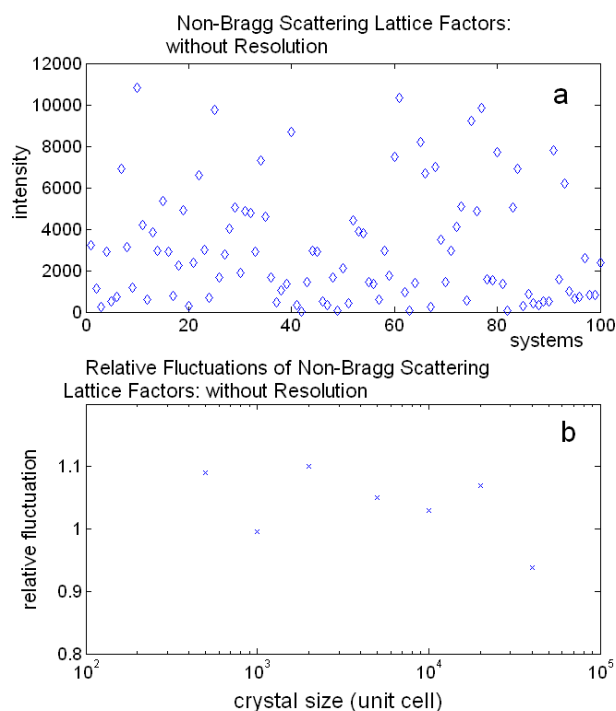 Non-Bragg Scattering Lattice Factors:
without Resolution
12000
a
10000
8000
intensity
6000
4000
2000
0
0 20 40 60 80 100
systems
Relative Fluctuations of Non-Bragg Scattering
Lattice Factors: without Resolution
b
relative fluctuation
1.1
1
0.9
0.8
10^2 10^3 10^4 10^5
crystal size (unit cell)